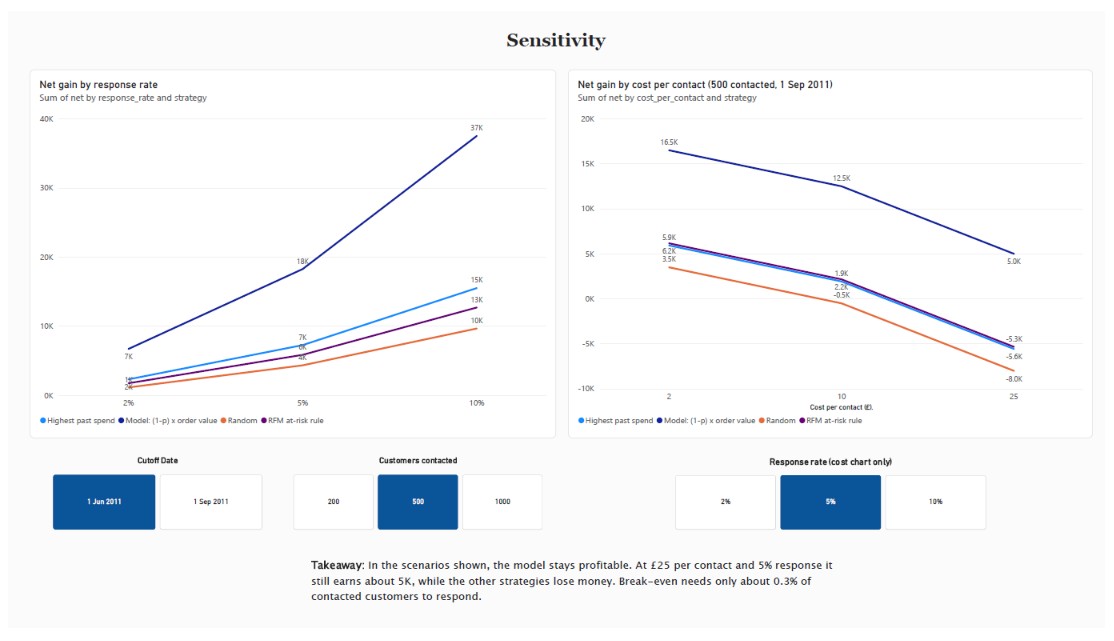 Sensitivity
Net gain by response rate
Sum of net by response_rate and strategy
40K
30K
20K
10K
0K
37K
18K
15K
13K
10K
7K
7K
6K
4K
2K
2%
5%
10%
Highest past spend Model: (1-p) x order value Random RFM at-risk rule
Net gain by cost per contact (500 contacted, 1 Sep 2011)
Sum of net by cost_per_contact and strategy
20K
15K
10K
5K
0K
-5K
-10K
16.5K
12.5K
5.0K
5.9K
6.2K
3.5K
1.9K
2.2K
-0.5K
-5.3K
-5.6K
-8.0K
2
10
25
Cost per contact (£).
Highest past spend Model: (1-p) x order value Random RFM at-risk rule
Cutoff Date
1 Jun 2011
1 Sep 2011
Customers contacted
200
500
1000
Response rate (cost chart only)
2%
5%
10%
Takeaway: In the scenarios shown, the model stays profitable. At £25 per contact and 5% response it
still earns about 5K, while the other strategies lose money. Break-even needs only about 0.3% of
contacted customers to respond.